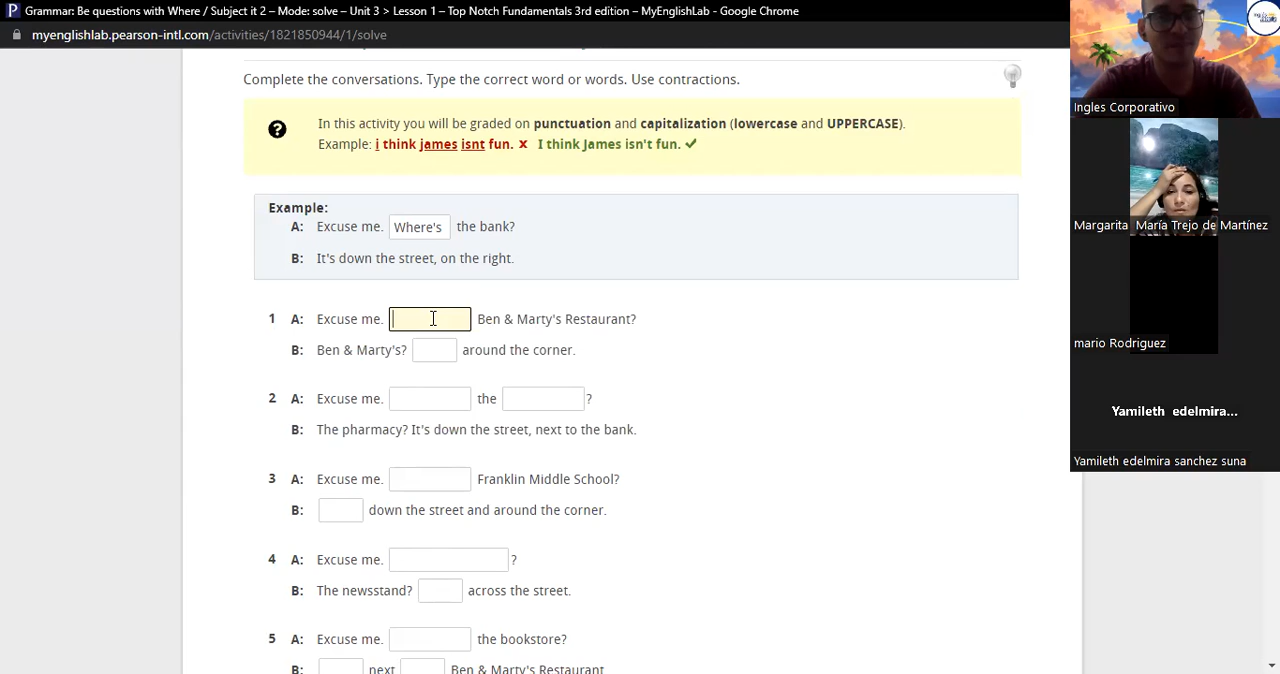 Grammar: Be questions with Where / Subject it 2 – Mode: solve – Unit 3 > Lesson 1 – Top Notch Fundamentals 3rd edition – MyEnglishLab - Google Chrome
myenglishlab.pearson-intl.com/activities/1821850944/1/solve
Complete the conversations. Type the correct word or words. Use contractions.
In this activity you will be graded on punctuation and capitalization (lowercase and UPPERCASE).
Example: i think james isnt fun. ✗ I think James isn't fun. ✓
Example:
A: Excuse me. Where's the bank?
B: It's down the street, on the right.
1 A: Excuse me. Ben & Marty's Restaurant?
B: Ben & Marty's? around the corner.
2 A: Excuse me. the ?
B: The pharmacy? It's down the street, next to the bank.
3 A: Excuse me. Franklin Middle School?
B: down the street and around the corner.
4 A: Excuse me. ?
B: The newsstand? across the street.
5 A: Excuse me. the bookstore?
B: next Ben & Marty's Restaurant
Ingles Corporativo
Margarita María Trejo de Martínez
mario Rodriguez
Yamileth edelmira...
Yamileth edelmira sanchez suna